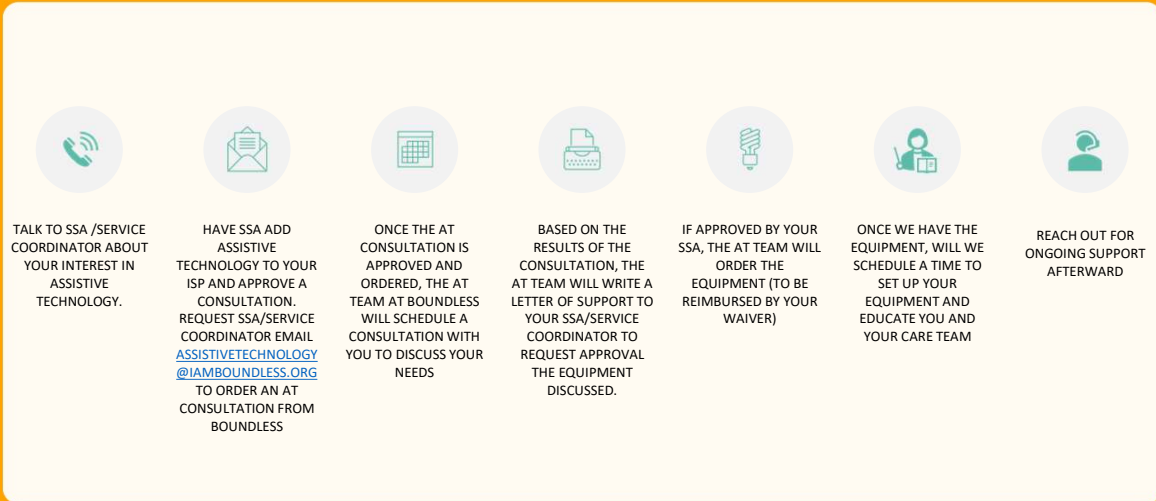 TALK TO SSA /SERVICE
COORDINATOR ABOUT
YOUR INTEREST IN
ASSISTIVE
TECHNOLOGY.
HAVE SSA ADD
ASSISTIVE
TECHNOLOGY TO YOUR
ISP AND APPROVE A
CONSULTATION.
REQUEST SSA/SERVICE
COORDINATOR EMAIL
ASSISTIVETECHNOLOGY
@IAMBOUNDLESS.ORG
TO ORDER AN AT
CONSULTATION FROM
BOUNDLESS
ONCE THE AT
CONSULTATION IS
APPROVED AND
ORDERED, THE AT
TEAM AT BOUNDLESS
WILL SCHEDULE A
CONSULTATION WITH
YOU TO DISCUSS YOUR
NEEDS
BASED ON THE
RESULTS OF THE
CONSULTATION, THE
AT TEAM WILL WRITE A
LETTER OF SUPPORT TO
YOUR SSA/SERVICE
COORDINATOR TO
REQUEST APPROVAL
THE EQUIPMENT
DISCUSSED.
IF APPROVED BY YOUR
SSA, THE AT TEAM WILL
ORDER THE
EQUIPMENT (TO BE
REIMBURSED BY YOUR
WAIVER)
ONCE WE HAVE THE
EQUIPMENT, WILL WE
SCHEDULE A TIME TO
SET UP YOUR
EQUIPMENT AND
EDUCATE YOU AND
YOUR CARE TEAM
REACH OUT FOR
ONGOING SUPPORT
AFTERWARD